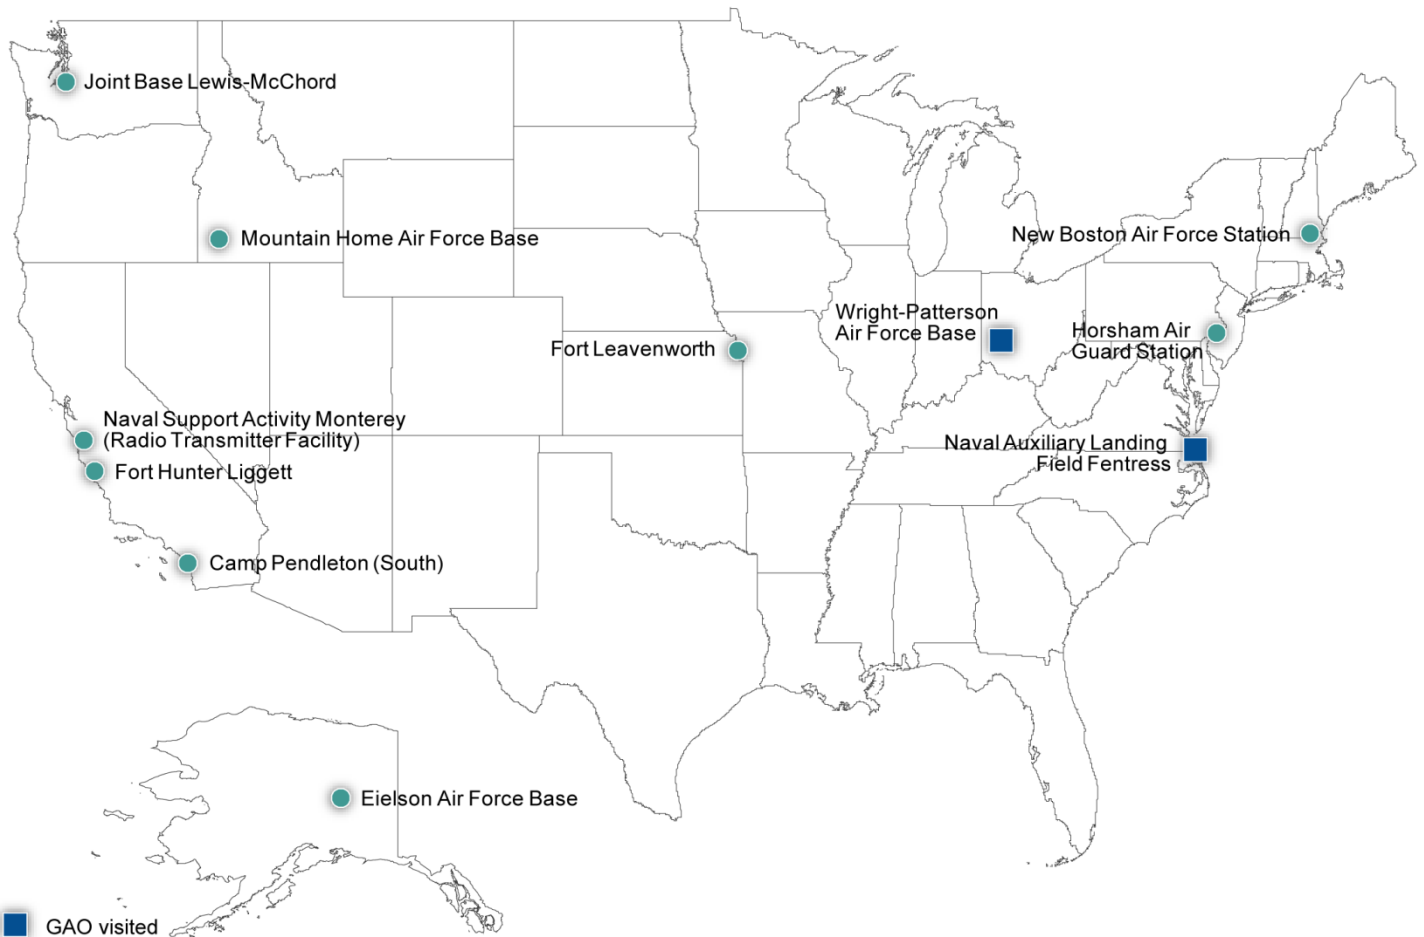 Joint Base Lewis-McChord
Mountain Home Air Force Base
New Boston Air Force Station
Wright-Patterson
Air Force Base
Horsham Air
Guard Station
Fort Leavenworth
Naval Support Activity Monterey
(Radio Transmitter Facility)
Naval Auxiliary Landing
Field Fentress
Fort Hunter Liggett
Camp Pendleton (South)
Eielson Air Force Base
GAO visited